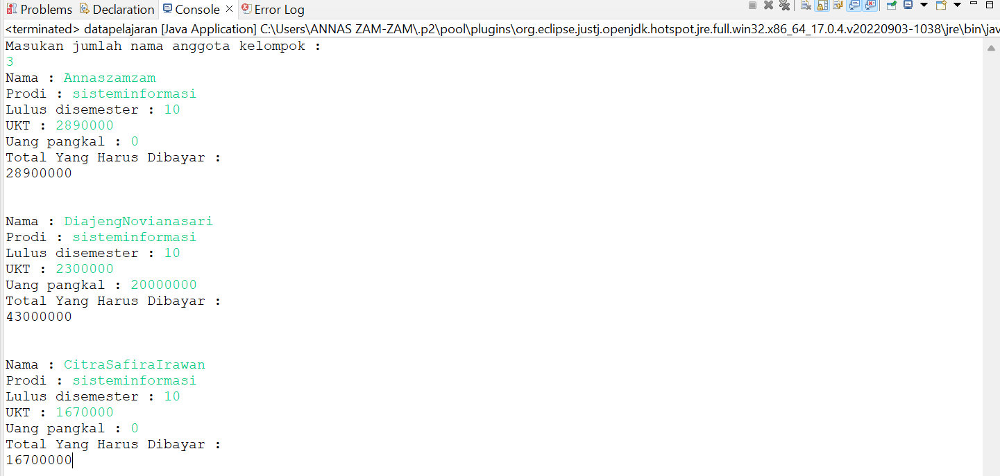 Problems Declaration Console Error Log
<terminated> datapelajaran [Java Application] C:\Users\ANNAS ZAM-ZAM\.p2\pool\plugins\org.eclipse.justj.openjdk.hotspot.jre.full.win32.x86_64_17.0.4.v20220903-1038\jre\bin\jav
Masukan jumlah nama anggota kelompok :
3
Nama : Annaszamzam
Prodi : sisteminformasi
Lulus disemester : 10
UKT : 2890000
Uang pangkal : 0
Total Yang Harus Dibayar :
28900000
Nama : DiajengNovianasari
Prodi : sisteminformasi
Lulus disemester : 10
UKT : 2300000
Uang pangkal : 20000000
Total Yang Harus Dibayar :
43000000
Nama : CitraSafiraIrawan
Prodi : sisteminformasi
Lulus disemester : 10
UKT : 1670000
Uang pangkal : 0
Total Yang Harus Dibayar :
16700000